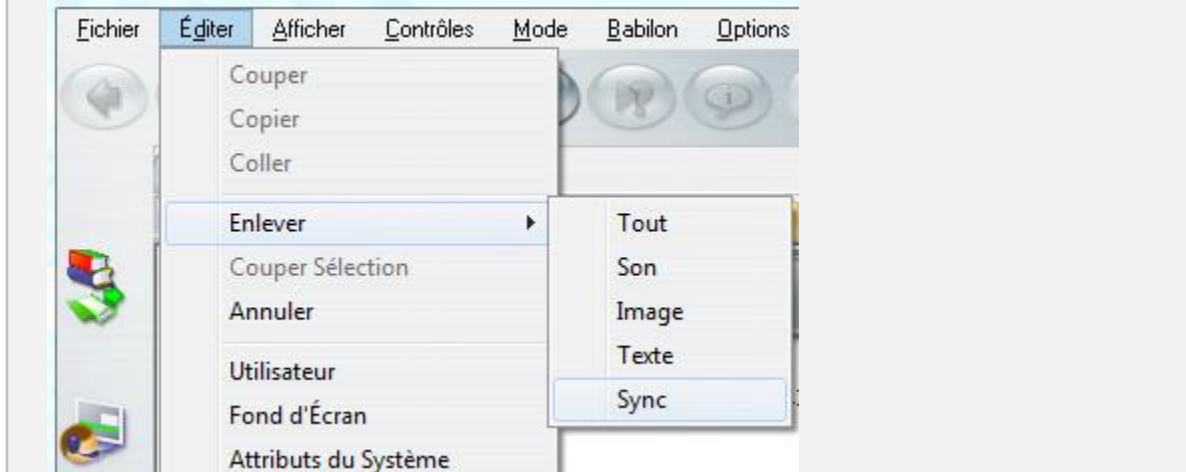 Fichier Éditer Afficher Contrôles Mode Babilon Options
Couper
Copier
Coller
Enlever
Tout
Couper Sélection
Son
Annuler
Image
Texte
Utilisateur
Sync
Fond d'Écran
Attributs du Système